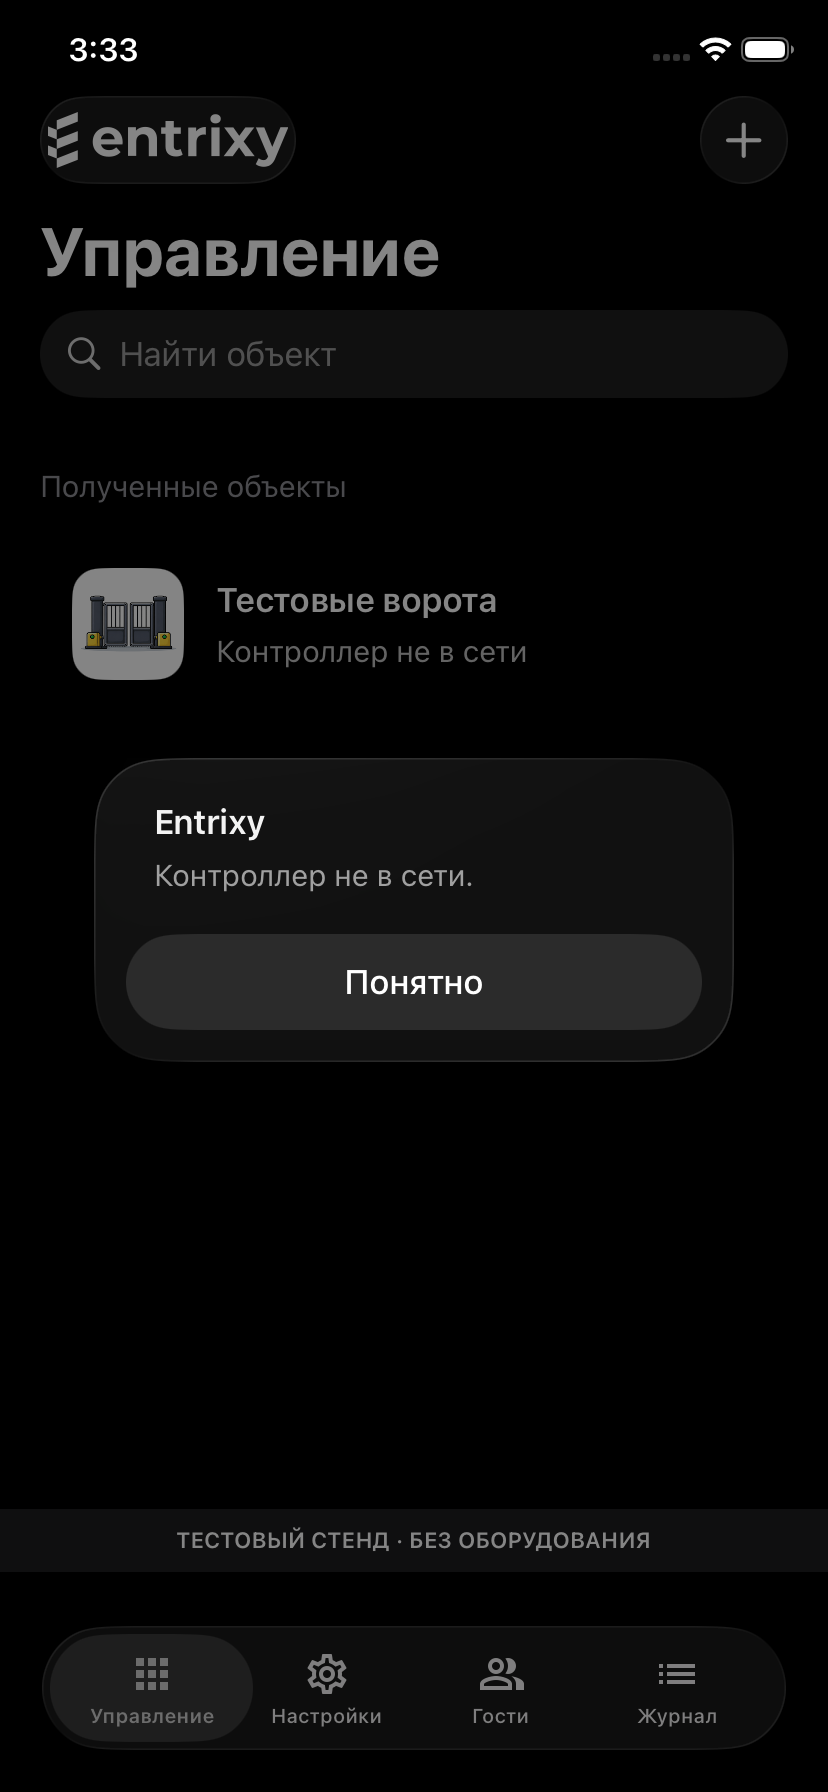 3:33
entrixy
Управление
Найти объект
Полученные объекты
Тестовые ворота
Контроллер не в сети
Entrixy
Контроллер не в сети.
Понятно
ТЕСТОВЫЙ СТЕНД · БЕЗ ОБОРУДОВАНИЯ
Управление Настройки Гости Журнал